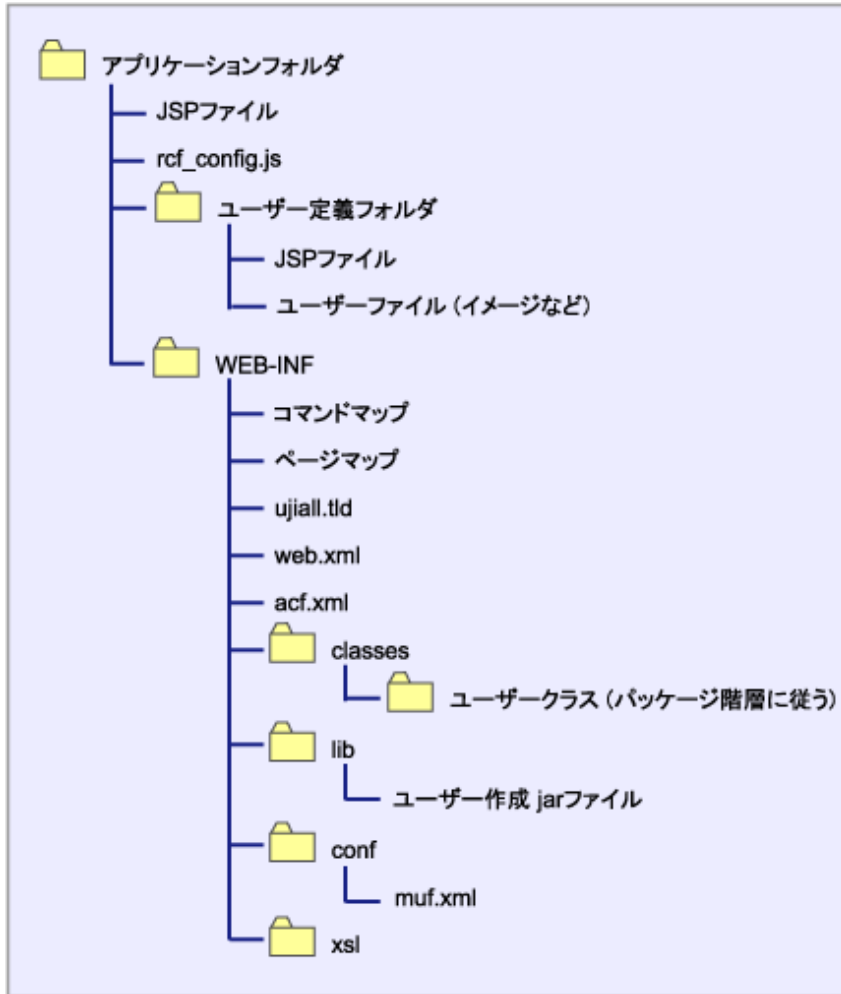 アプリケーションフォルダ
JSPファイル
rcf_config.js
ユーザー定義フォルダ
JSPファイル
ユーザーファイル（イメージなど）
WEB-INF
コマンドマップ
ページマップ
ujiall.tld
web.xml
acf.xml
classes
ユーザークラス（パッケージ階層に従う）
lib
ユーザー作成 jarファイル
conf
muf.xml
xsl